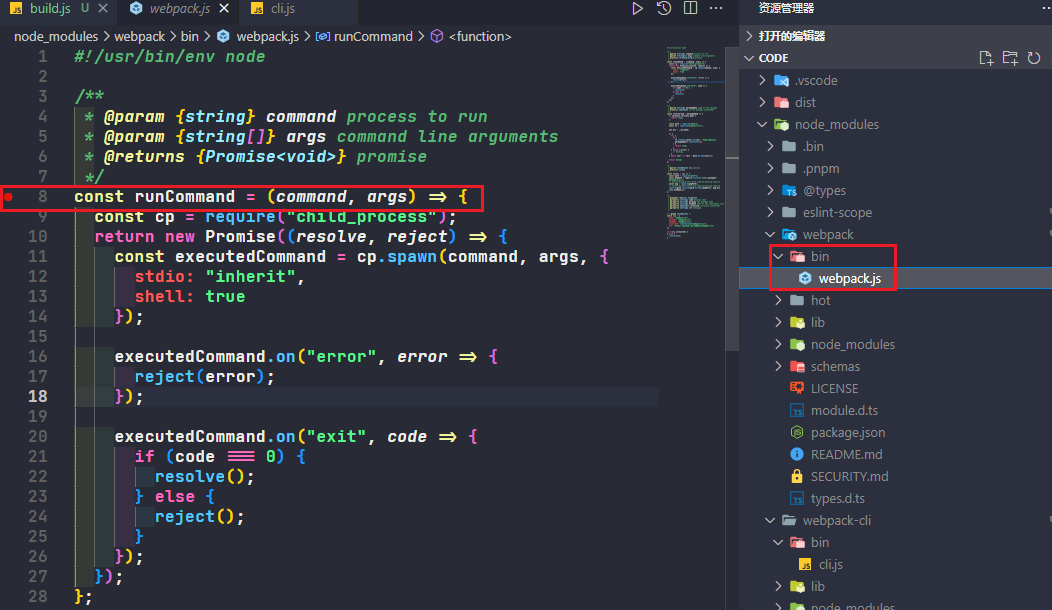 build.js U
webpack.js
cli.js
node_modules > webpack > bin > webpack.js > runCommand > <function>
1 #!/usr/bin/env node
2
3 /**
4 * @param {string} command process to run
5 * @param {string[]} args command line arguments
6 * @returns {Promise<void>} promise
7 */
8 const runCommand = (command, args) => {
9 const cp = require("child_process");
10 return new Promise((resolve, reject) => {
11 const executedCommand = cp.spawn(command, args, {
12 stdio: "inherit",
13 shell: true
14 });
15
16 executedCommand.on("error", error => {
17 reject(error);
18 });
19
20 executedCommand.on("exit", code => {
21 if (code === 0) {
22 resolve();
23 } else {
24 reject();
25 }
26 });
27 });
28 };
资源管理器
打开的编辑器
CODE
.vscode
dist
node_modules
.bin
.pnpm
@types
eslint-scope
webpack
bin
webpack.js
hot
lib
node_modules
schemas
LICENSE
module.d.ts
package.json
README.md
SECURITY.md
types.d.ts
webpack-cli
bin
cli.js
lib
node_modules